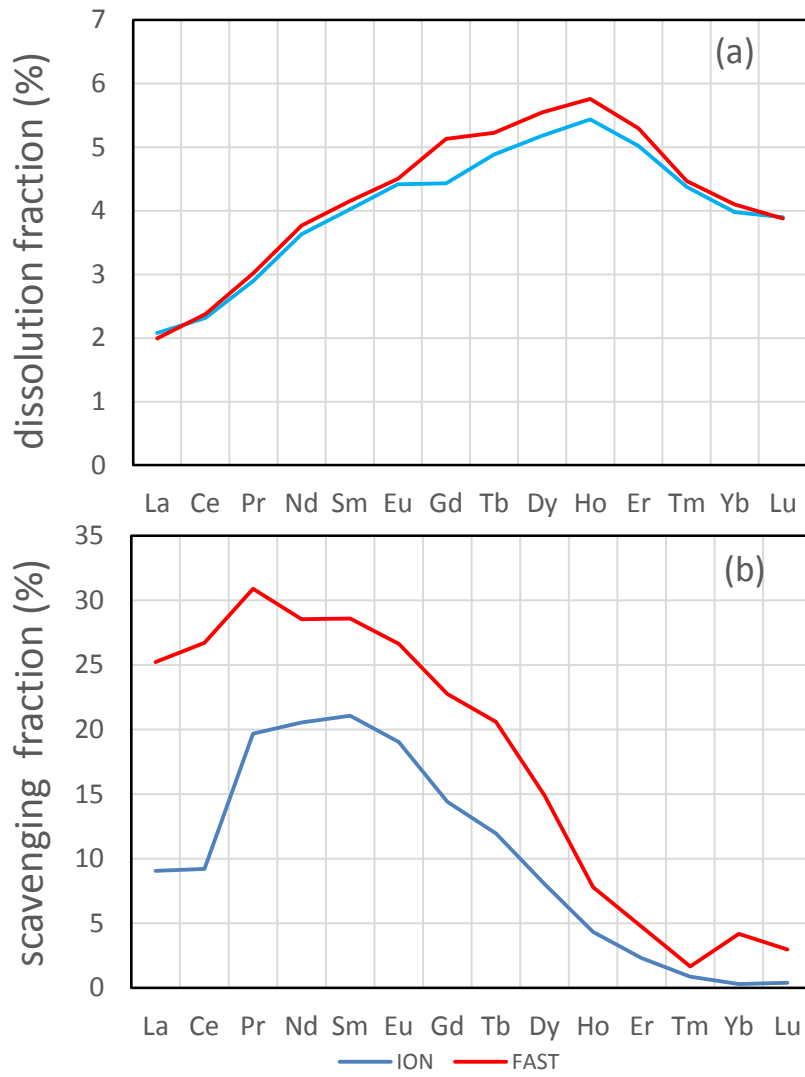 dissolution fraction (%)
7
6
5
4
3
2
1
0
(a)
La Ce Pr Nd Sm Eu Gd Tb Dy Ho Er Tm Yb Lu
scavenging fraction (%)
35
30
25
20
15
10
5
0
(b)
La Ce Pr Nd Sm Eu Gd Tb Dy Ho Er Tm Yb Lu
ION FAST